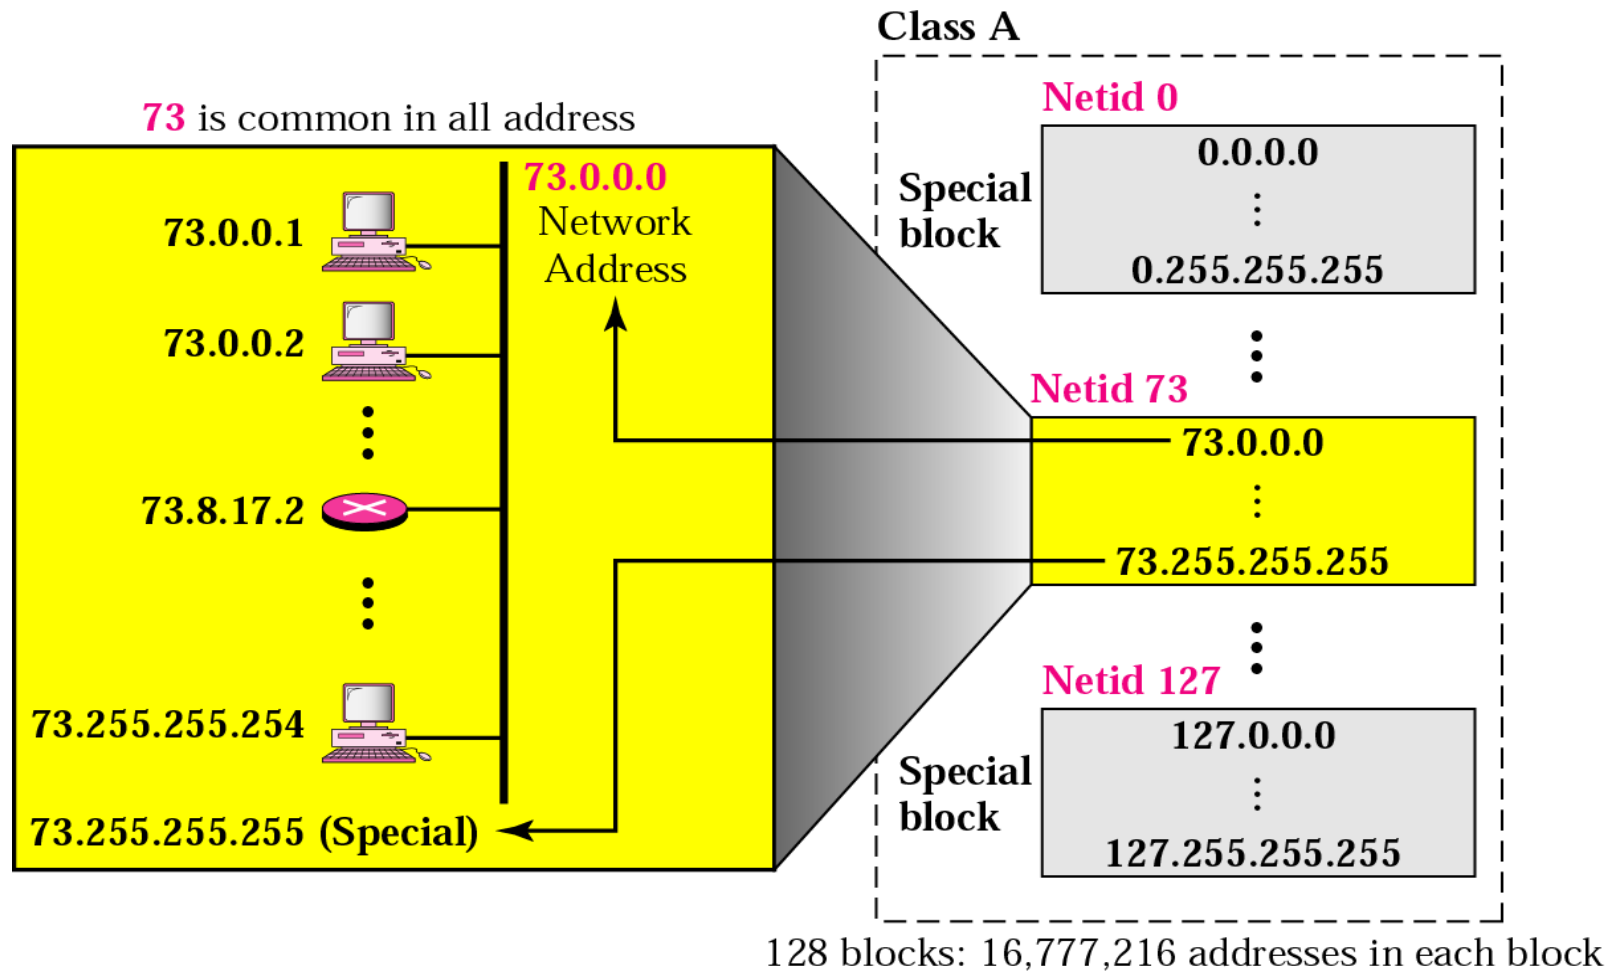 Class A
73 is common in all address
73.0.0.1
73.0.0.2
73.8.17.2
73.255.255.254
73.255.255.255 (Special)
73.0.0.0
Network
Address
Netid 0
Special
block
0.0.0.0
0.255.255.255
Netid 73
73.0.0.0
73.255.255.255
Netid 127
Special
block
127.0.0.0
127.255.255.255
128 blocks: 16,777,216 addresses in each block